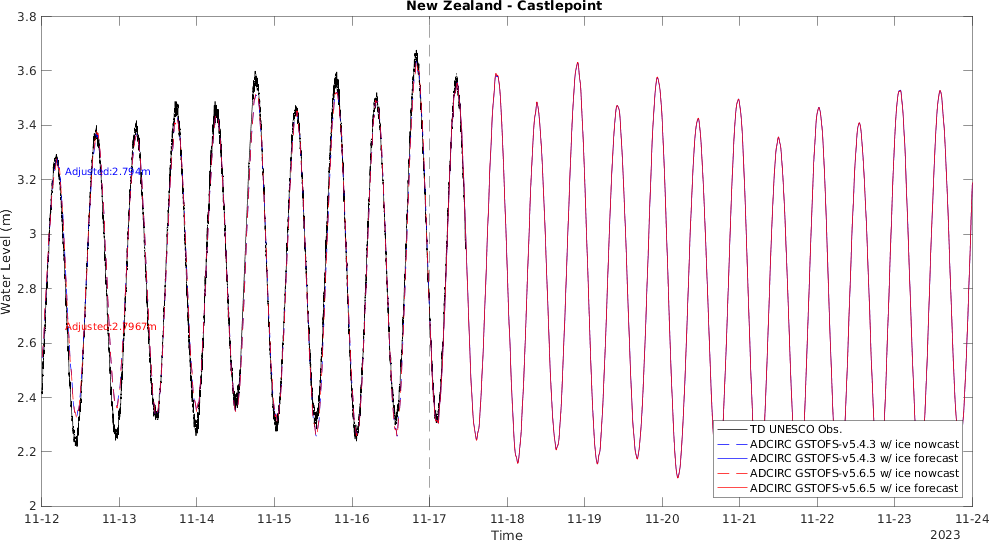 New Zealand - Castlepoint
3.8
3.6
3.4
3.2
3
2.8
2.6
2.4
2.2
2
Water Level (m)
Adjusted:2.794m
Adjusted:2.7967m
TD UNESCO Obs.
ADCIRC GSTOFS-v5.4.3 w/ ice nowcast
ADCIRC GSTOFS-v5.4.3 w/ ice forecast
ADCIRC GSTOFS-v5.6.5 w/ ice nowcast
ADCIRC GSTOFS-v5.6.5 w/ ice forecast
11-12 11-13 11-14 11-15 11-16 11-17 11-18 11-19 11-20 11-21 11-22 11-23 11-24
Time
2023